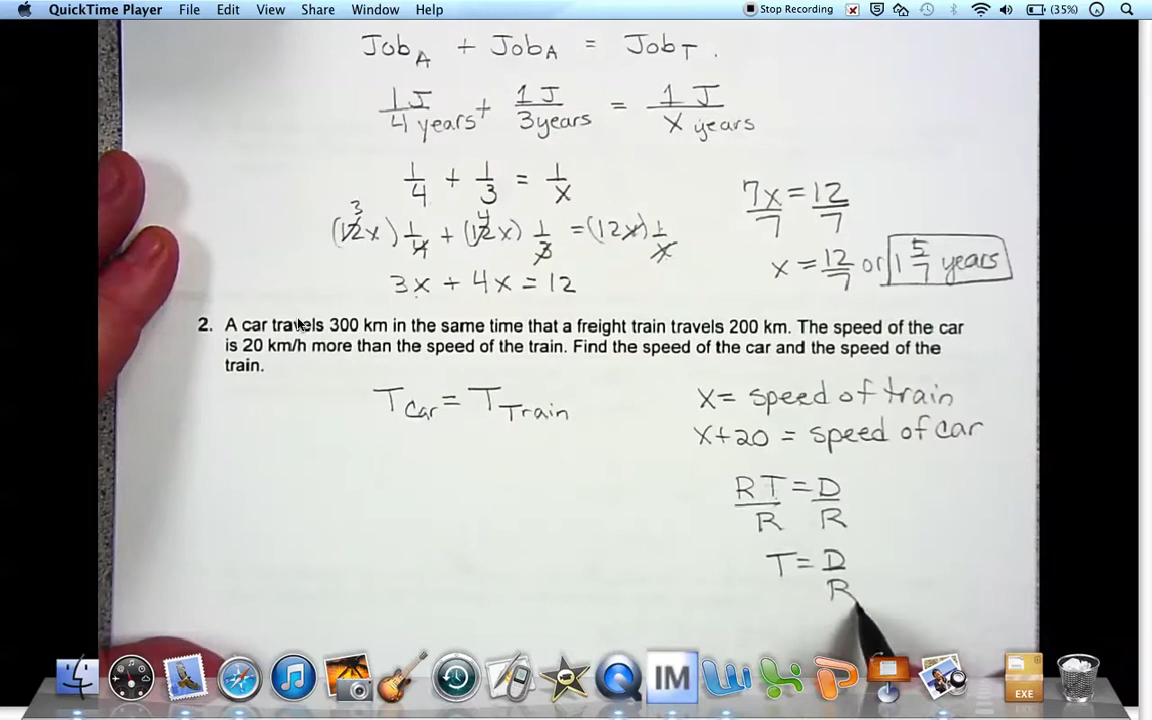 QuickTime Player File Edit View Share Window Help Stop Recording (35%)
Job_A + Job_A = Job_T.
1 J / 4 years + 1 J / 3 years = 1 J / x years
1/4 + 1/3 = 1/x
3 4
(12x) 1/4 + (12x) 1/3 = (12x) 1/x
3x + 4x = 12
7x/7 = 12/7
x = 12/7 or 1 5/7 years
2. A car travels 300 km in the same time that a freight train travels 200 km. The speed of the car
is 20 km/h more than the speed of the train. Find the speed of the car and the speed of the
train.
T_Car = T_Train
x = speed of train
x+20 = speed of car
RT/R = D/R
T = D/R
IM
EXE